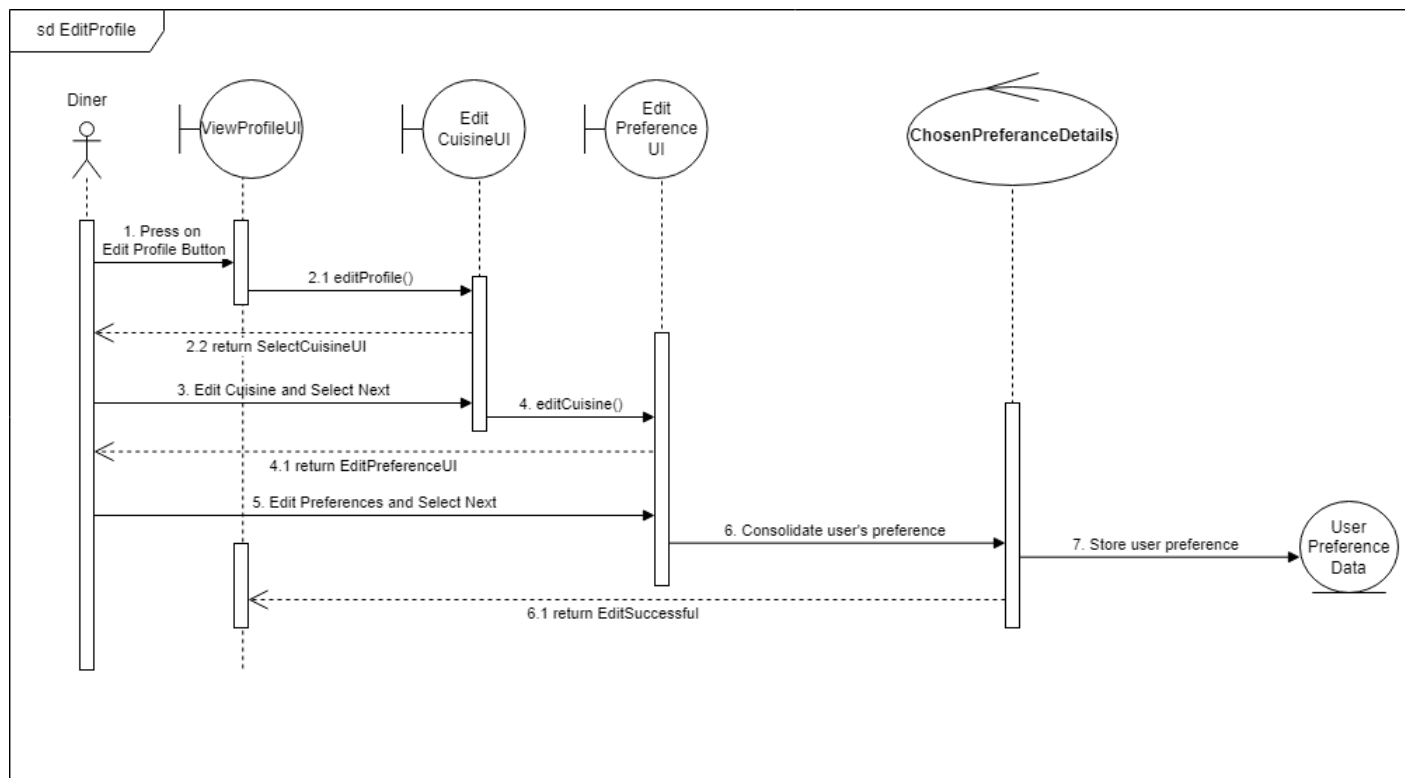 sd EditProfile
Diner
ViewProfileUI
Edit
CuisineUI
Edit
Preference
UI
ChosenPreferanceDetails
1. Press on
Edit Profile Button
2.1 editProfile()
2.2 return SelectCuisineUI
3. Edit Cuisine and Select Next
4. editCuisine()
4.1 return EditPreferenceUI
5. Edit Preferences and Select Next
6. Consolidate user's preference
7. Store user preference
User
Preference
Data
6.1 return EditSuccessful